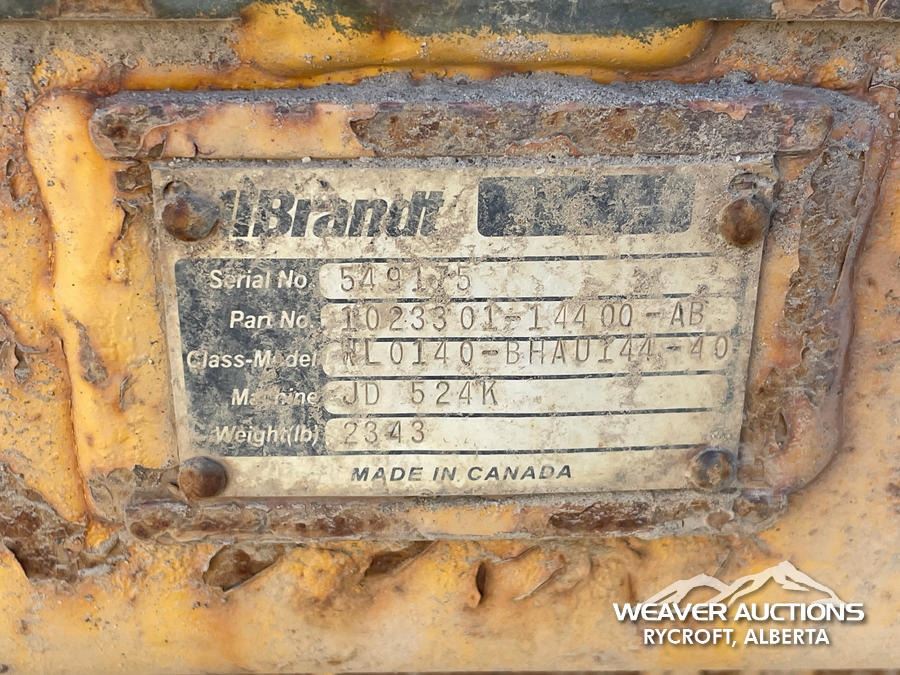 Brandt
Serial No. 549175
Part No. 1023301-14400-AB
Class-Model WL0140-BHAU144-40
Machine JD 524K
Weight(lb) 2343
MADE IN CANADA
WEAVER AUCTIONS
RYCROFT, ALBERTA